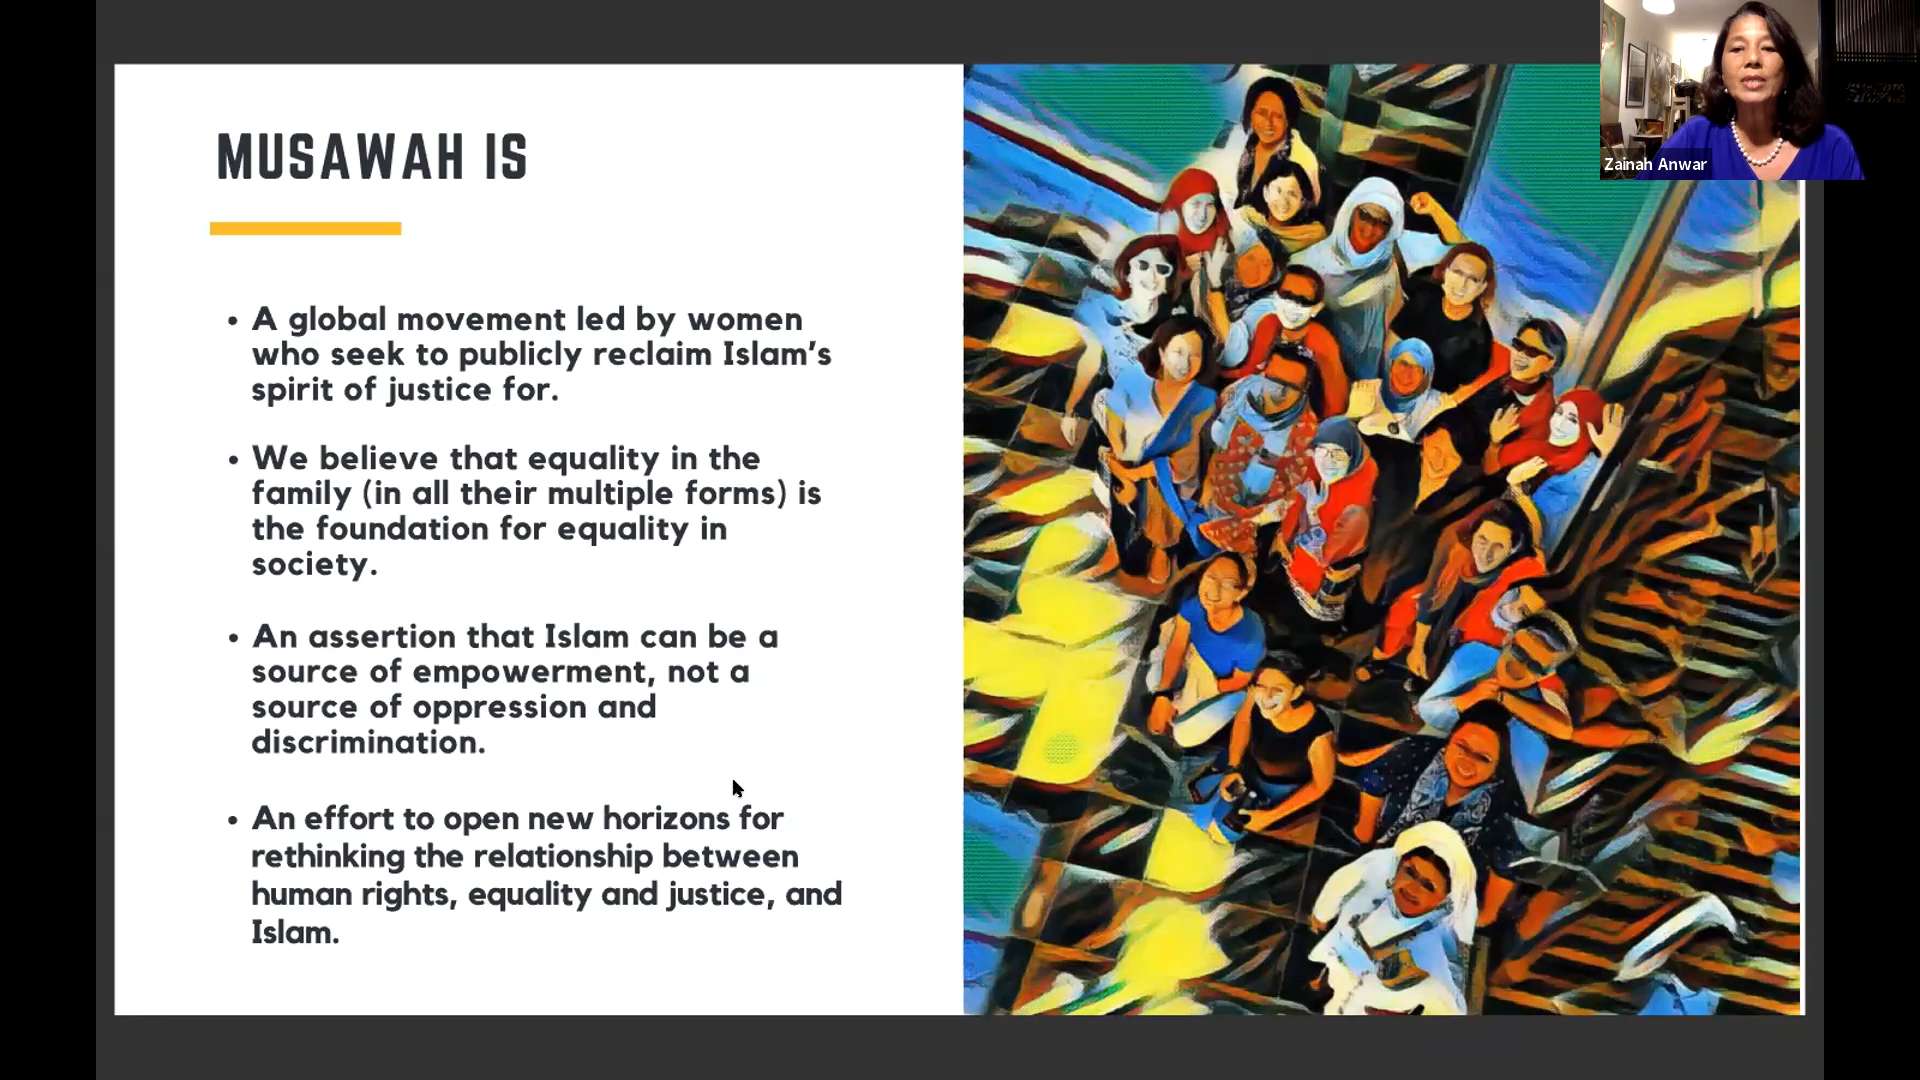 MUSAWAH IS
• A global movement led by women
who seek to publicly reclaim Islam’s
spirit of justice for.
• We believe that equality in the
family (in all their multiple forms) is
the foundation for equality in
society.
• An assertion that Islam can be a
source of empowerment, not a
source of oppression and
discrimination.
• An effort to open new horizons for
rethinking the relationship between
human rights, equality and justice, and
Islam.
Zainah Anwar